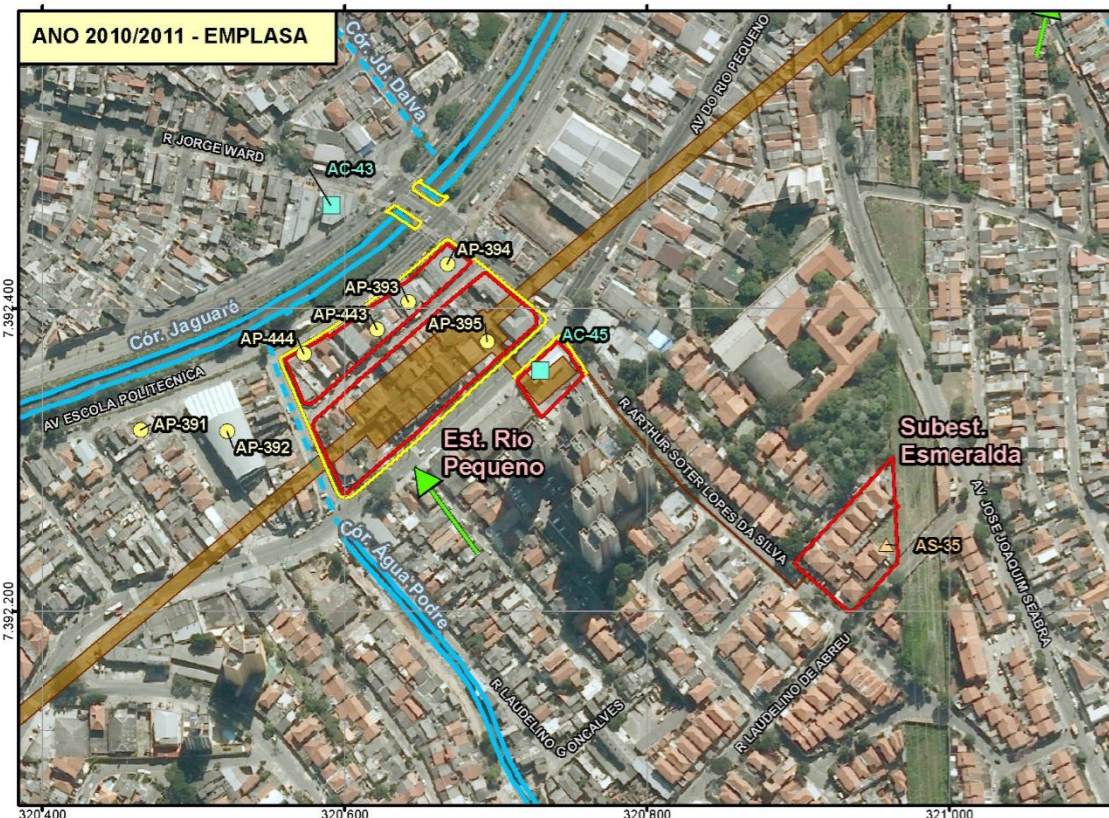 ANO 2010/2011 - EMPLASA
Cór. Jd. Dalva
AV DO RIO PEQUENO
R JORGE WARD
AC-43
AP-394
AP-393
7.392.400
AP-443
AP-395
Cór. Jaguaré
AP-444
AC-45
AV ESCOLA POLITECNICA
AP-391
AP-392
R ARTHUR SOTER LOPES DA SILVA
Est. Rio
Pequeno
Subest.
Esmeralda
AV JOSE JOAQUIM SEABRA
Cór. Água Podre
AS-35
7.392.200
R LAUDELINO GONCALVES
R LAUDELINO DE ABREU
320.400
320.600
320.800
321.000